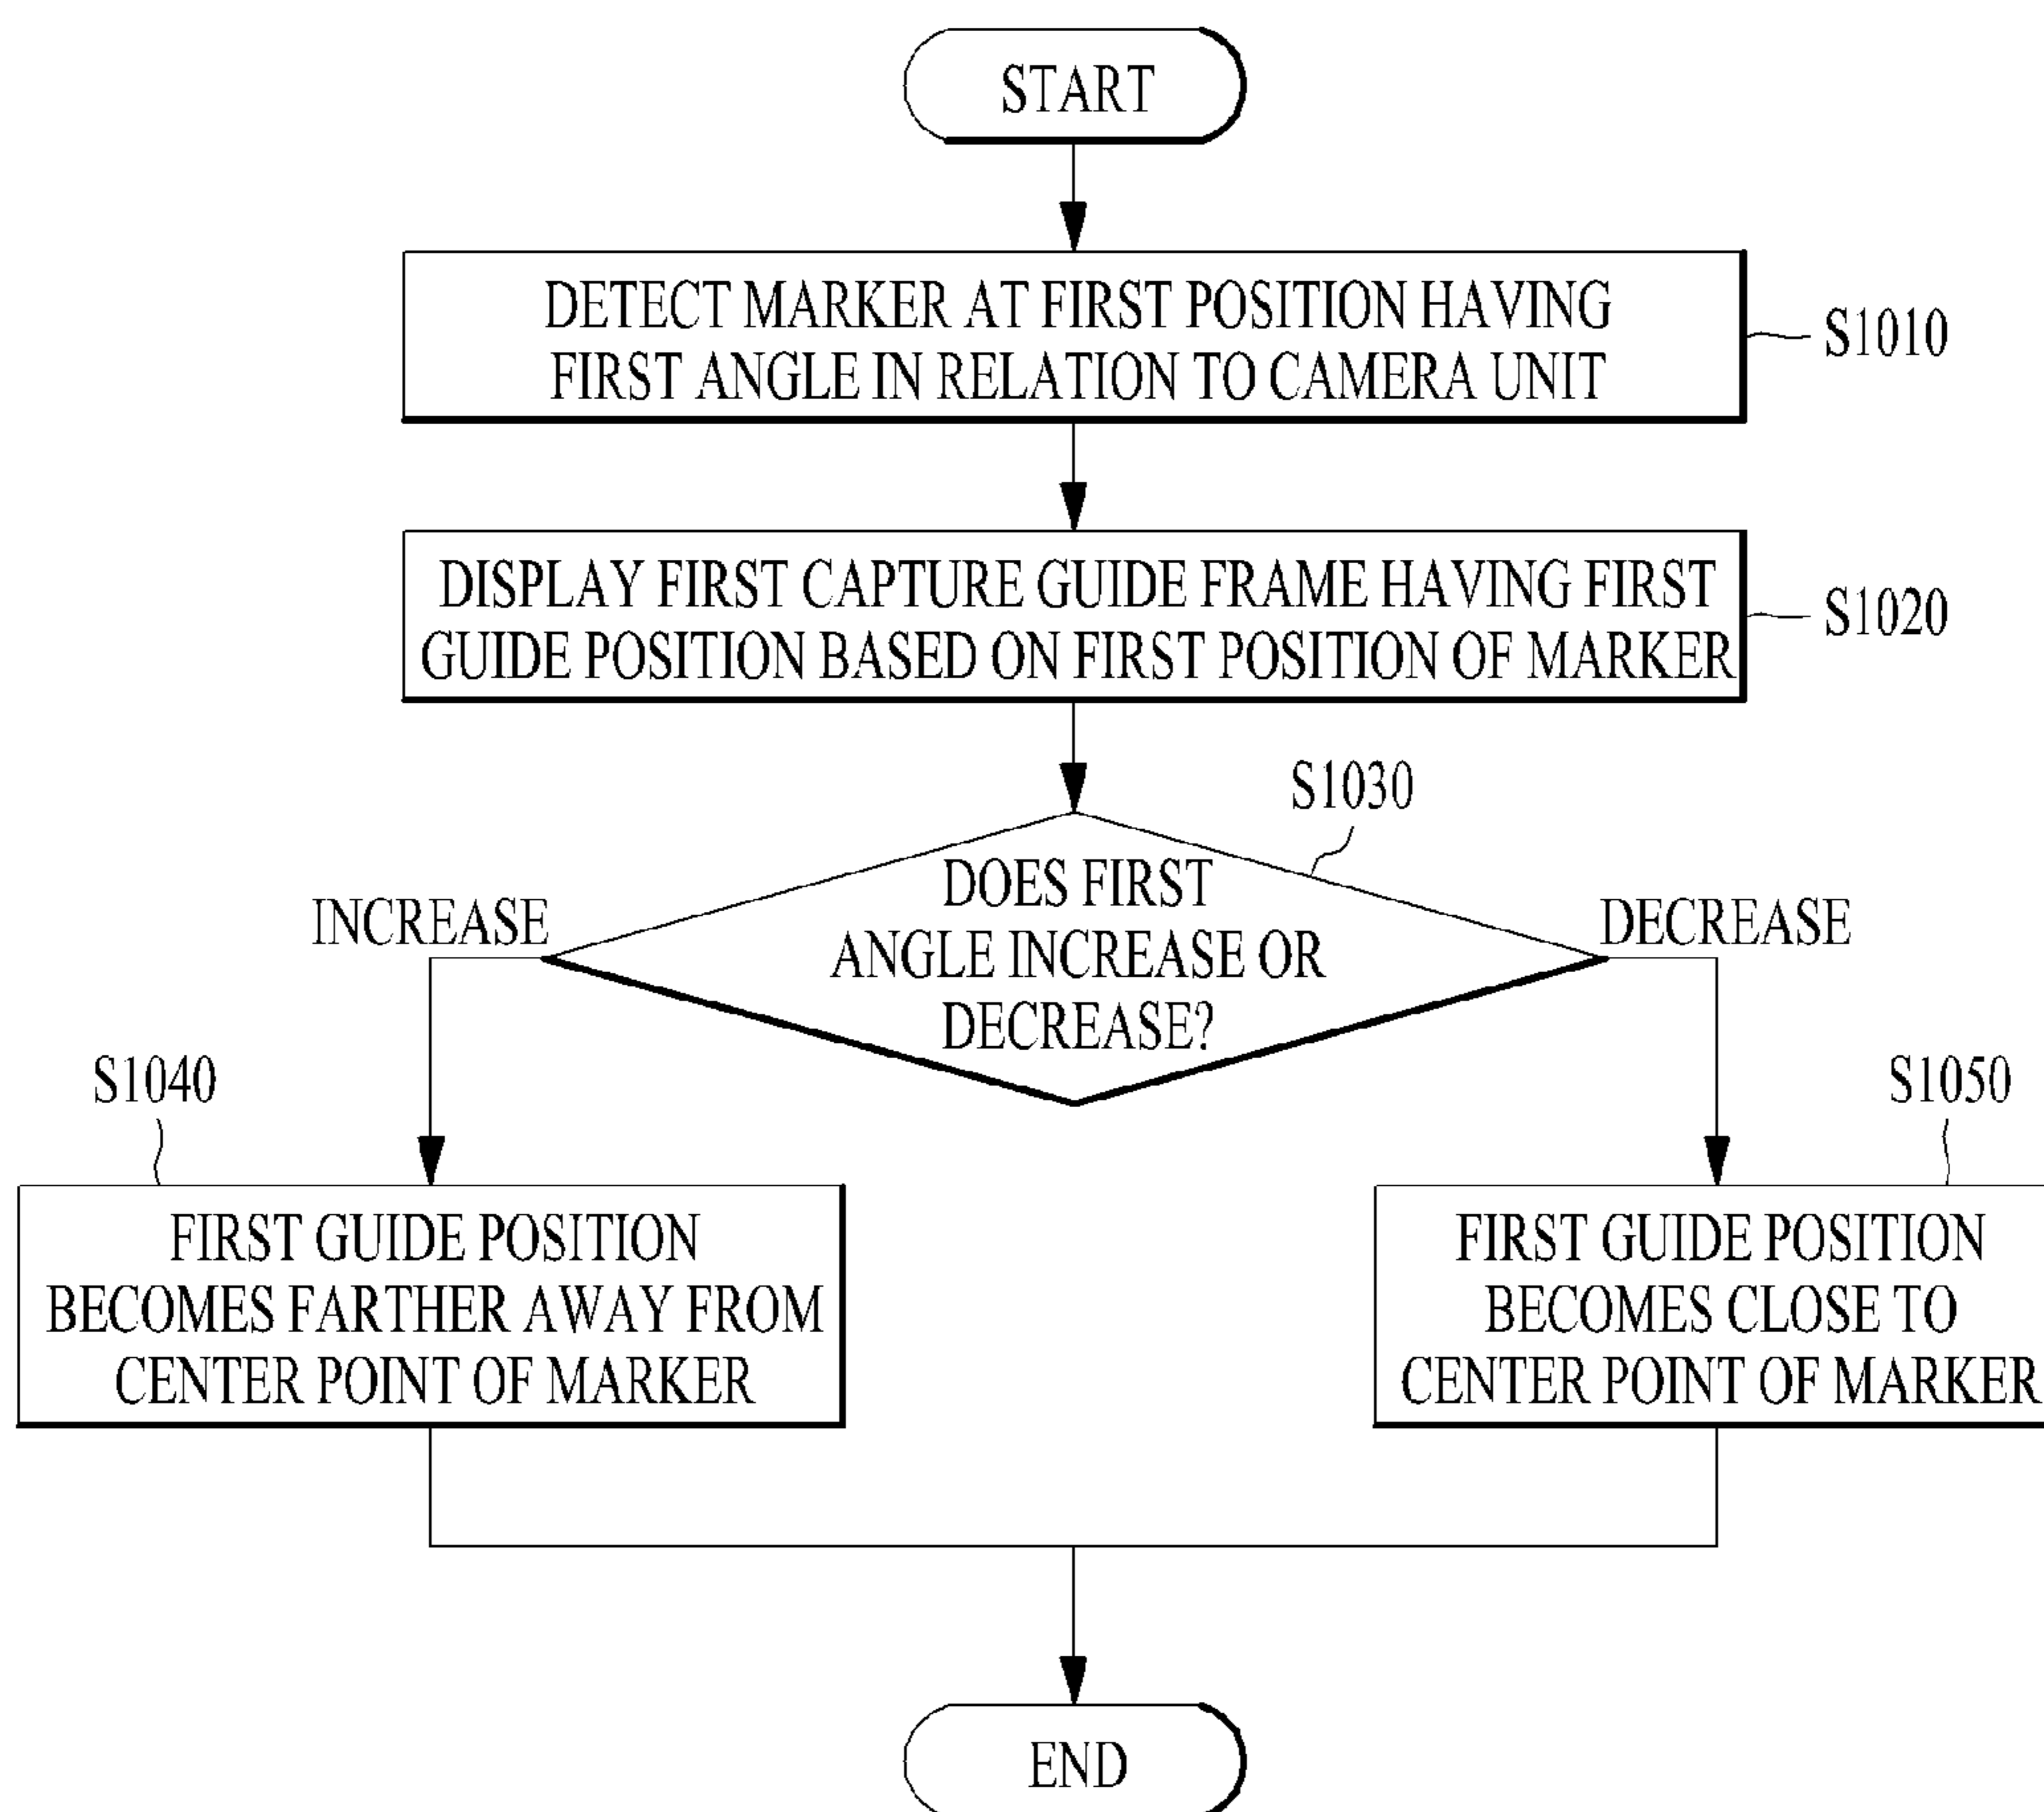 START
DETECT MARKER AT FIRST POSITION HAVING
FIRST ANGLE IN RELATION TO CAMERA UNIT
S1010
DISPLAY FIRST CAPTURE GUIDE FRAME HAVING FIRST
GUIDE POSITION BASED ON FIRST POSITION OF MARKER
S1020
S1030
DOES FIRST
ANGLE INCREASE OR
DECREASE?
INCREASE
DECREASE
S1040
FIRST GUIDE POSITION
BECOMES FARTHER AWAY FROM
CENTER POINT OF MARKER
S1050
FIRST GUIDE POSITION
BECOMES CLOSE TO
CENTER POINT OF MARKER
END